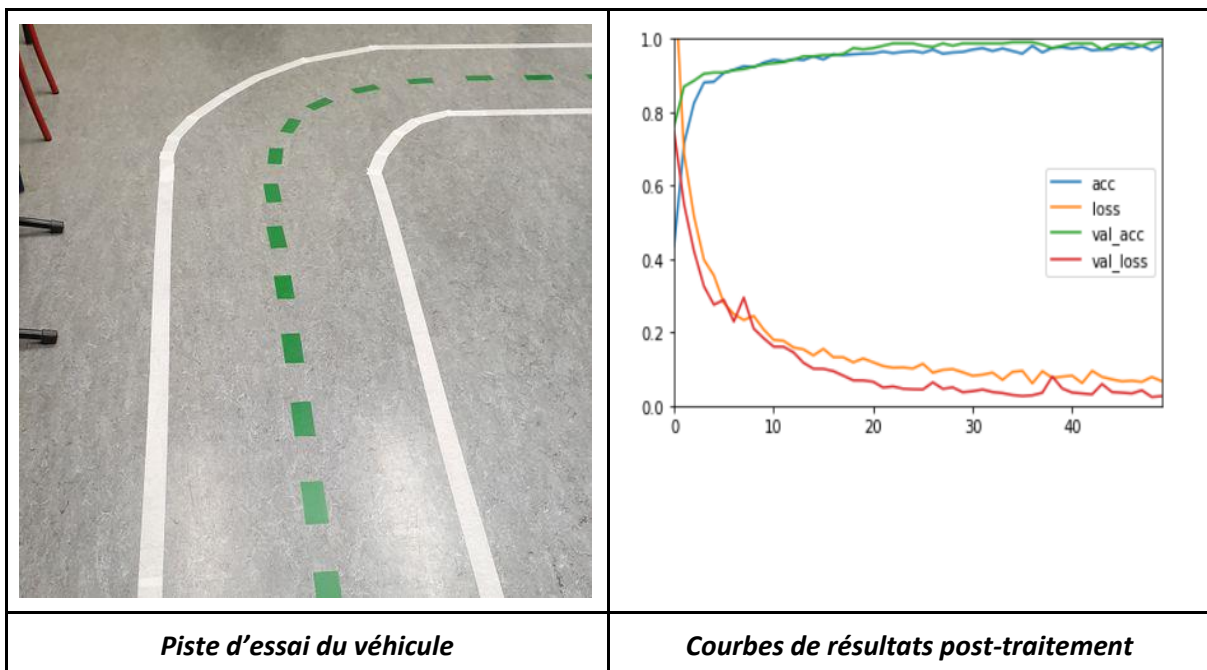 1.0
0.8
0.6
0.4
0.2
0.0
0 10 20 30 40
acc
loss
val_acc
val_loss
Piste d’essai du véhicule
Courbes de résultats post-traitement